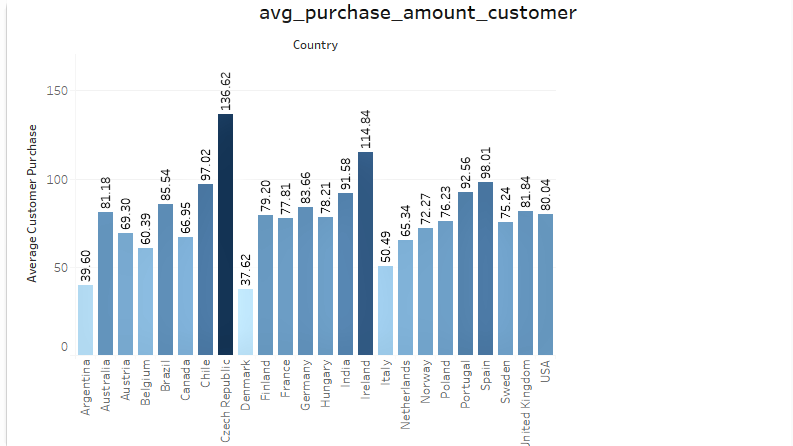 avg_purchase_amount_customer
Country
Average Customer Purchase
150
100
50
0
39.60
81.18
69.30
60.39
85.54
66.95
97.02
136.62
37.62
79.20
77.81
83.66
78.21
91.58
114.84
50.49
65.34
72.27
76.23
92.56
98.01
75.24
81.84
80.04
Argentina
Australia
Austria
Belgium
Brazil
Canada
Chile
Czech Republic
Denmark
Finland
France
Germany
Hungary
India
Ireland
Italy
Netherlands
Norway
Poland
Portugal
Spain
Sweden
United Kingdom
USA